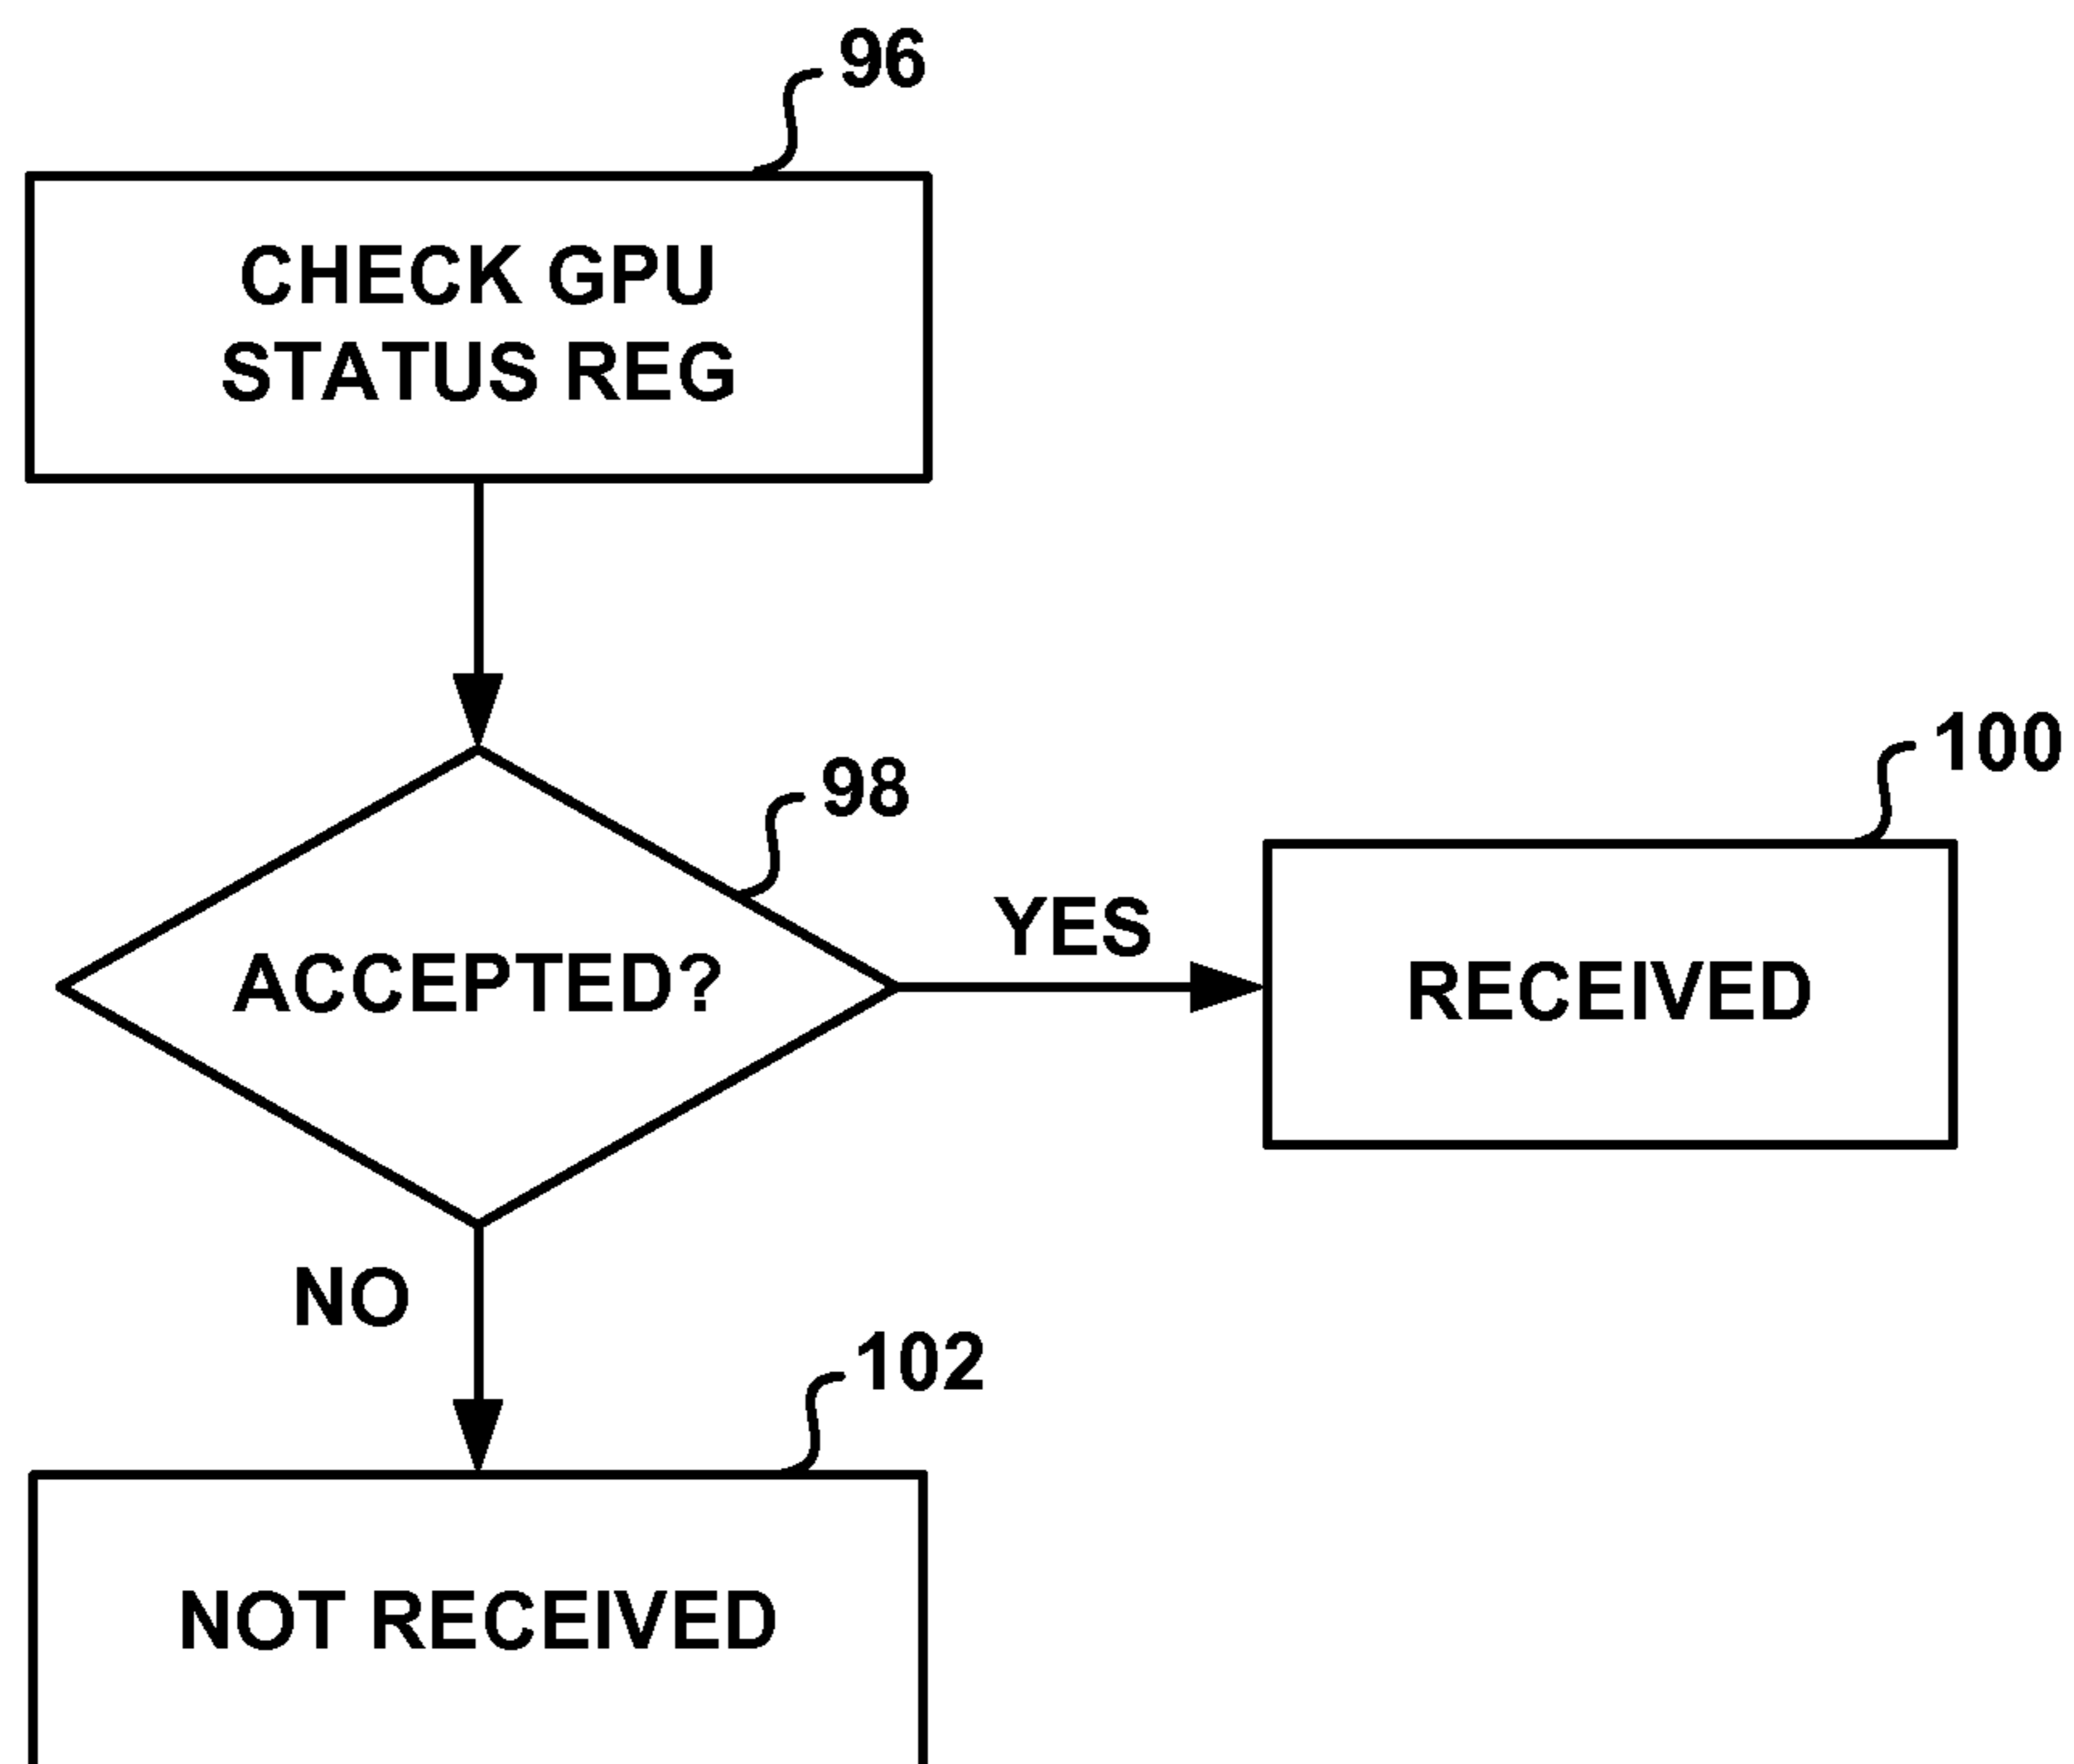 96
CHECK GPU
STATUS REG
98
100
YES
ACCEPTED?
RECEIVED
NO
102
NOT RECEIVED